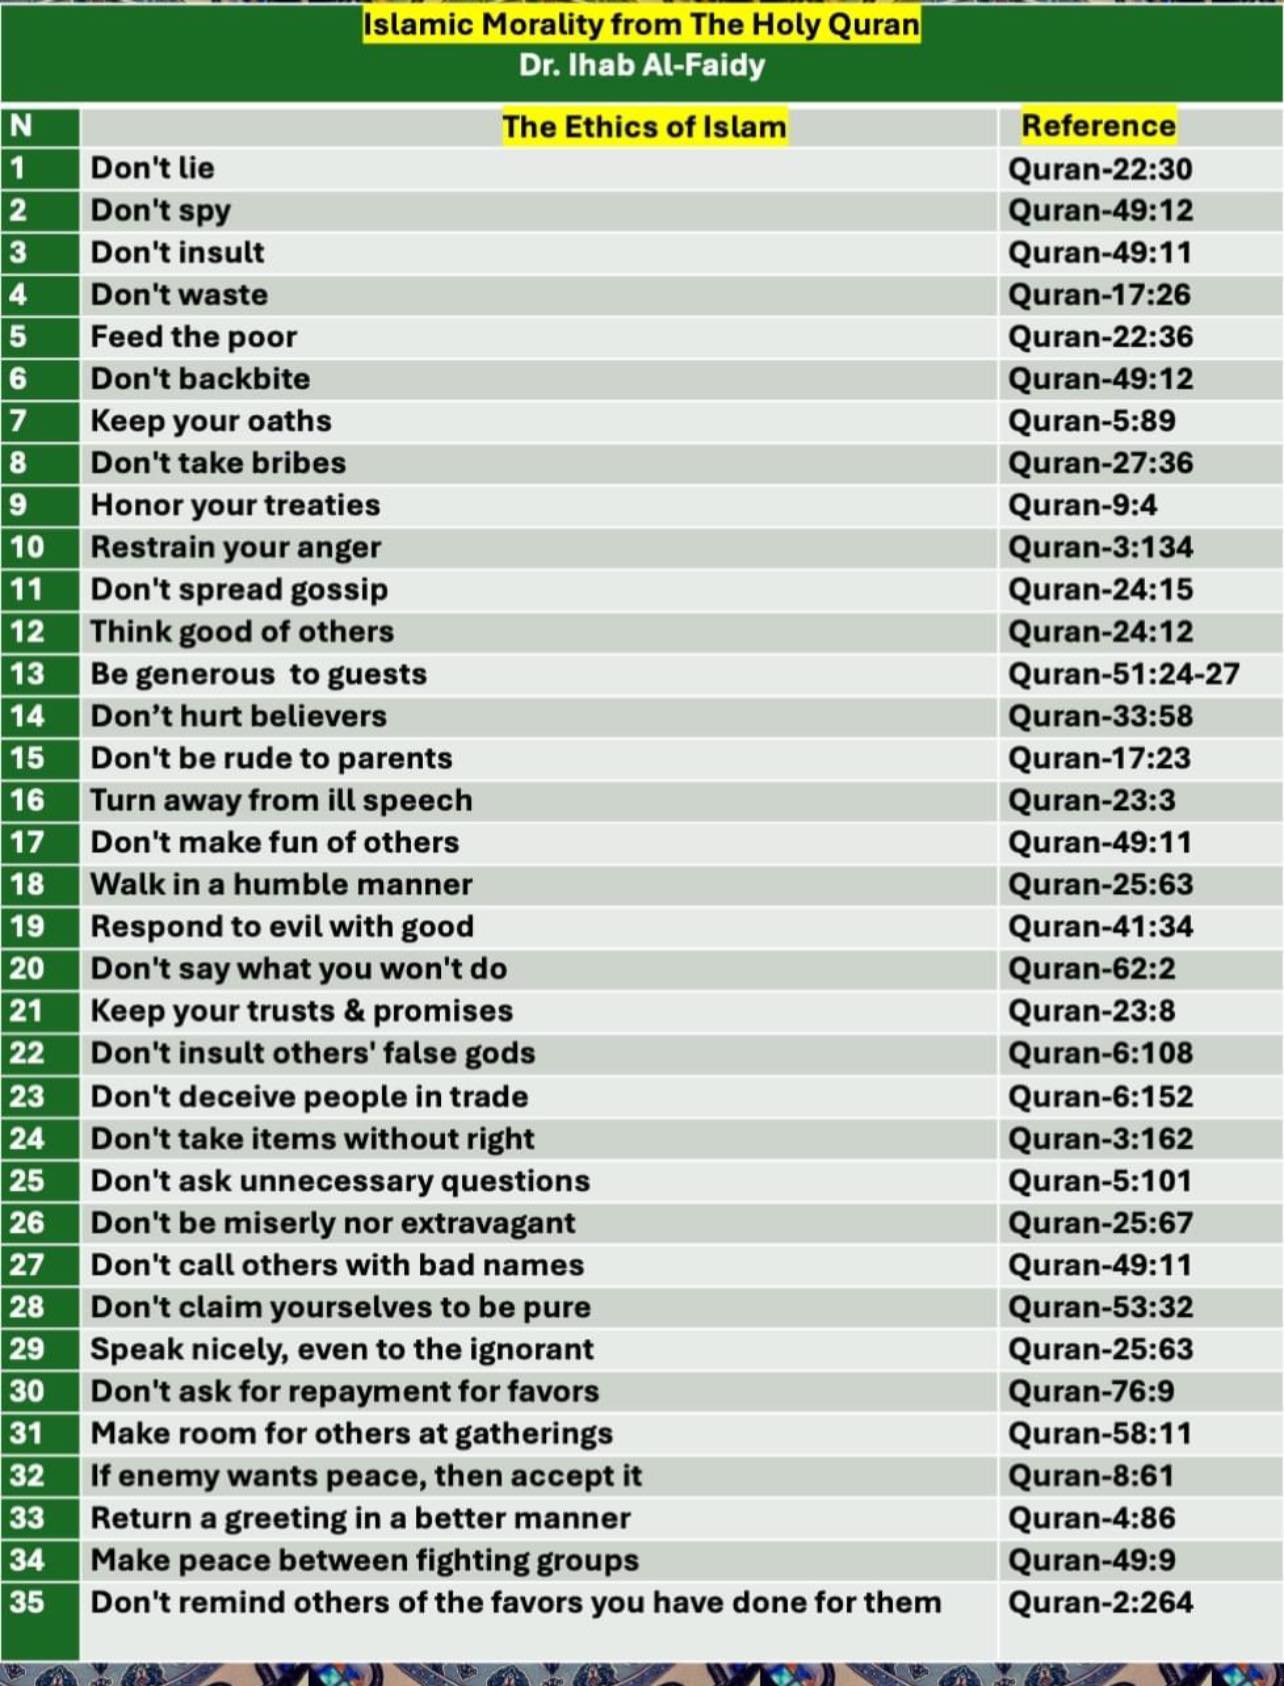 Islamic Morality from The Holy Quran
Dr. Ihab Al-Faidy
N The Ethics of Islam Reference
1 Don't lie Quran-22:30
2 Don't spy Quran-49:12
3 Don't insult Quran-49:11
4 Don't waste Quran-17:26
5 Feed the poor Quran-22:36
6 Don't backbite Quran-49:12
7 Keep your oaths Quran-5:89
8 Don't take bribes Quran-27:36
9 Honor your treaties Quran-9:4
10 Restrain your anger Quran-3:134
11 Don't spread gossip Quran-24:15
12 Think good of others Quran-24:12
13 Be generous  to guests Quran-51:24-27
14 Don’t hurt believers Quran-33:58
15 Don't be rude to parents Quran-17:23
16 Turn away from ill speech Quran-23:3
17 Don't make fun of others Quran-49:11
18 Walk in a humble manner Quran-25:63
19 Respond to evil with good Quran-41:34
20 Don't say what you won't do Quran-62:2
21 Keep your trusts & promises Quran-23:8
22 Don't insult others' false gods Quran-6:108
23 Don't deceive people in trade Quran-6:152
24 Don't take items without right Quran-3:162
25 Don't ask unnecessary questions Quran-5:101
26 Don't be miserly nor extravagant Quran-25:67
27 Don't call others with bad names Quran-49:11
28 Don't claim yourselves to be pure Quran-53:32
29 Speak nicely, even to the ignorant Quran-25:63
30 Don't ask for repayment for favors Quran-76:9
31 Make room for others at gatherings Quran-58:11
32 If enemy wants peace, then accept it Quran-8:61
33 Return a greeting in a better manner Quran-4:86
34 Make peace between fighting groups Quran-49:9
35 Don't remind others of the favors you have done for them Quran-2:264